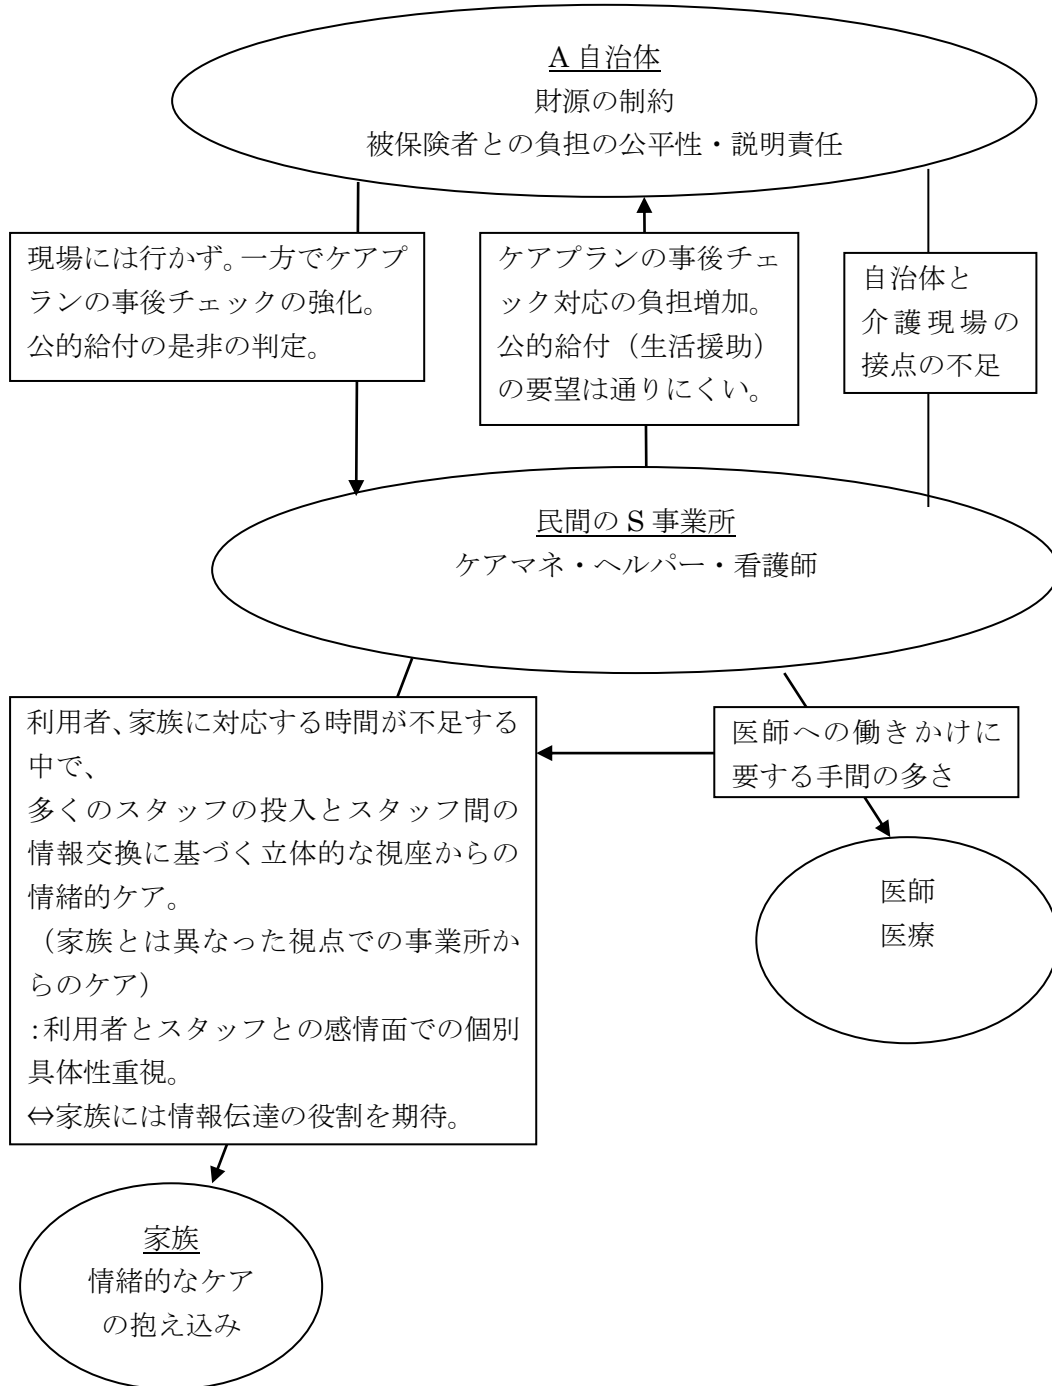 A 自治体
財源の制約
被保険者との負担の公平性・説明責任
現場には行かず。一方でケアプ
ランの事後チェックの強化。
公的給付の是非の判定。
ケアプランの事後チェ
ック対応の負担増加。
公的給付（生活援助）
の要望は通りにくい。
自治体と
介護現場の
接点の不足
民間の S 事業所
ケアマネ・ヘルパー・看護師
利用者、家族に対応する時間が不足する
中で、
多くのスタッフの投入とスタッフ間の
情報交換に基づく立体的な視座からの
情緒的ケア。
（家族とは異なった視点での事業所か
らのケア）
:利用者とスタッフとの感情面での個別
具体性重視。
⇔家族には情報伝達の役割を期待。
医師への働きかけに
要する手間の多さ
医師
医療
家族
情緒的なケア
の抱え込み